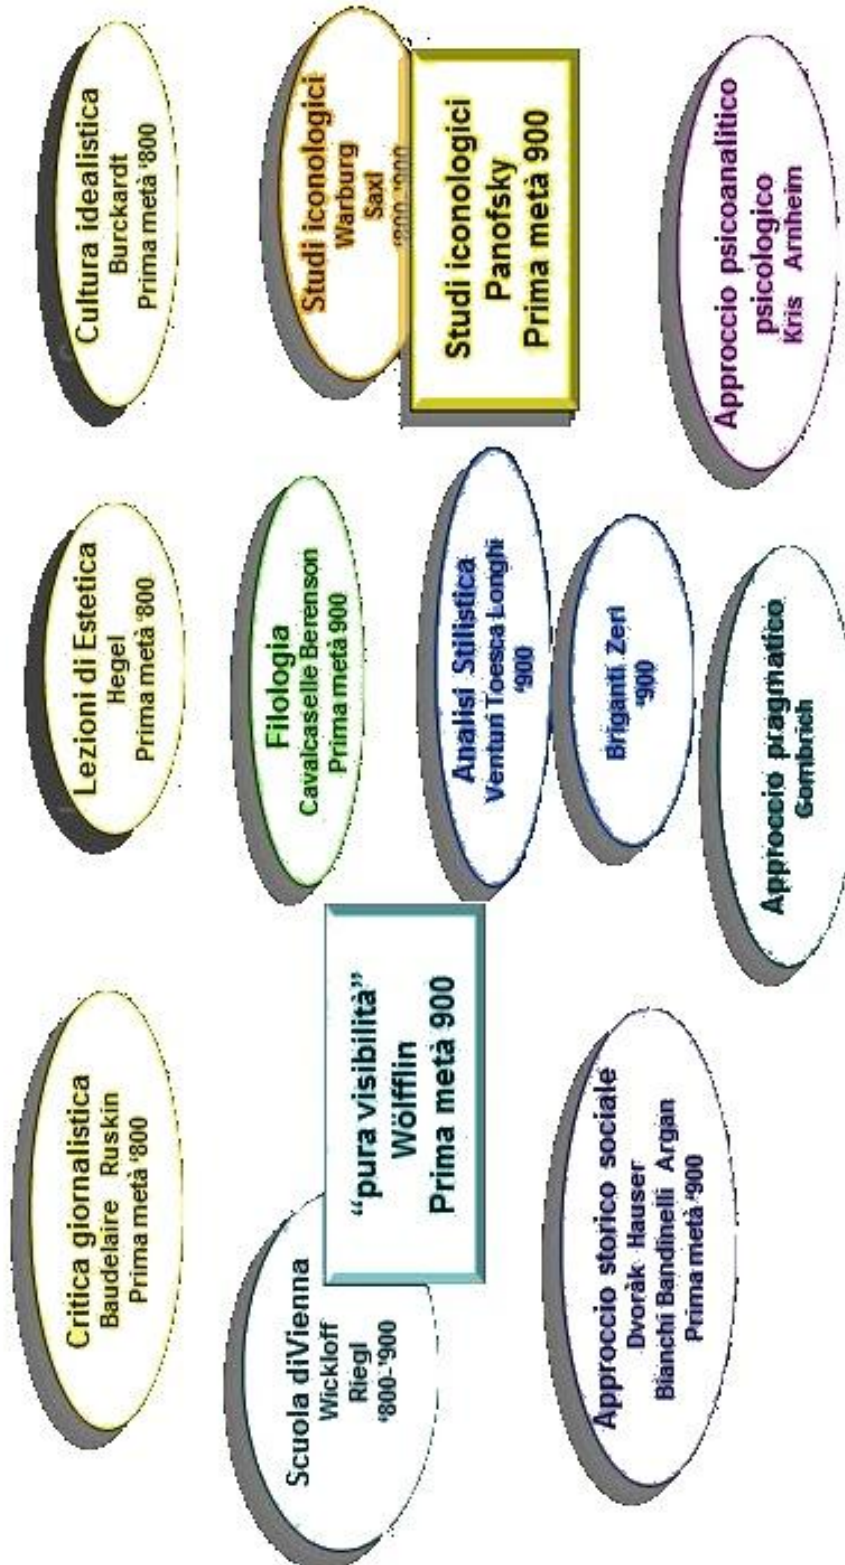 Critica giornalistica
Baudelaire Ruskin
Prima metà ‘800
Lezioni di Estetica
Hegel
Prima metà ‘800
Cultura idealistica
Burckardt
Prima metà ‘800
Scuola diVienna
Wickloff
Riegl
‘800-‘900
“pura visibilità”
Wölfflin
Prima metà 900
Filologia
Cavalcaselle Berenson
Prima metà 900
Studi iconologici
Warburg
Saxl
‘800-‘900
Studi iconologici
Panofsky
Prima metà 900
Analisi Stilistica
Venturi Toesca Longhi
‘900
Briganti Zeri
‘900
Approccio storico sociale
Dvoràk Hauser
Bianchi Bandinelli Argan
Prima metà ‘900
Approccio pragmatico
Gombrich
Approccio psicoanalitico
psicologico
Kris Arnheim